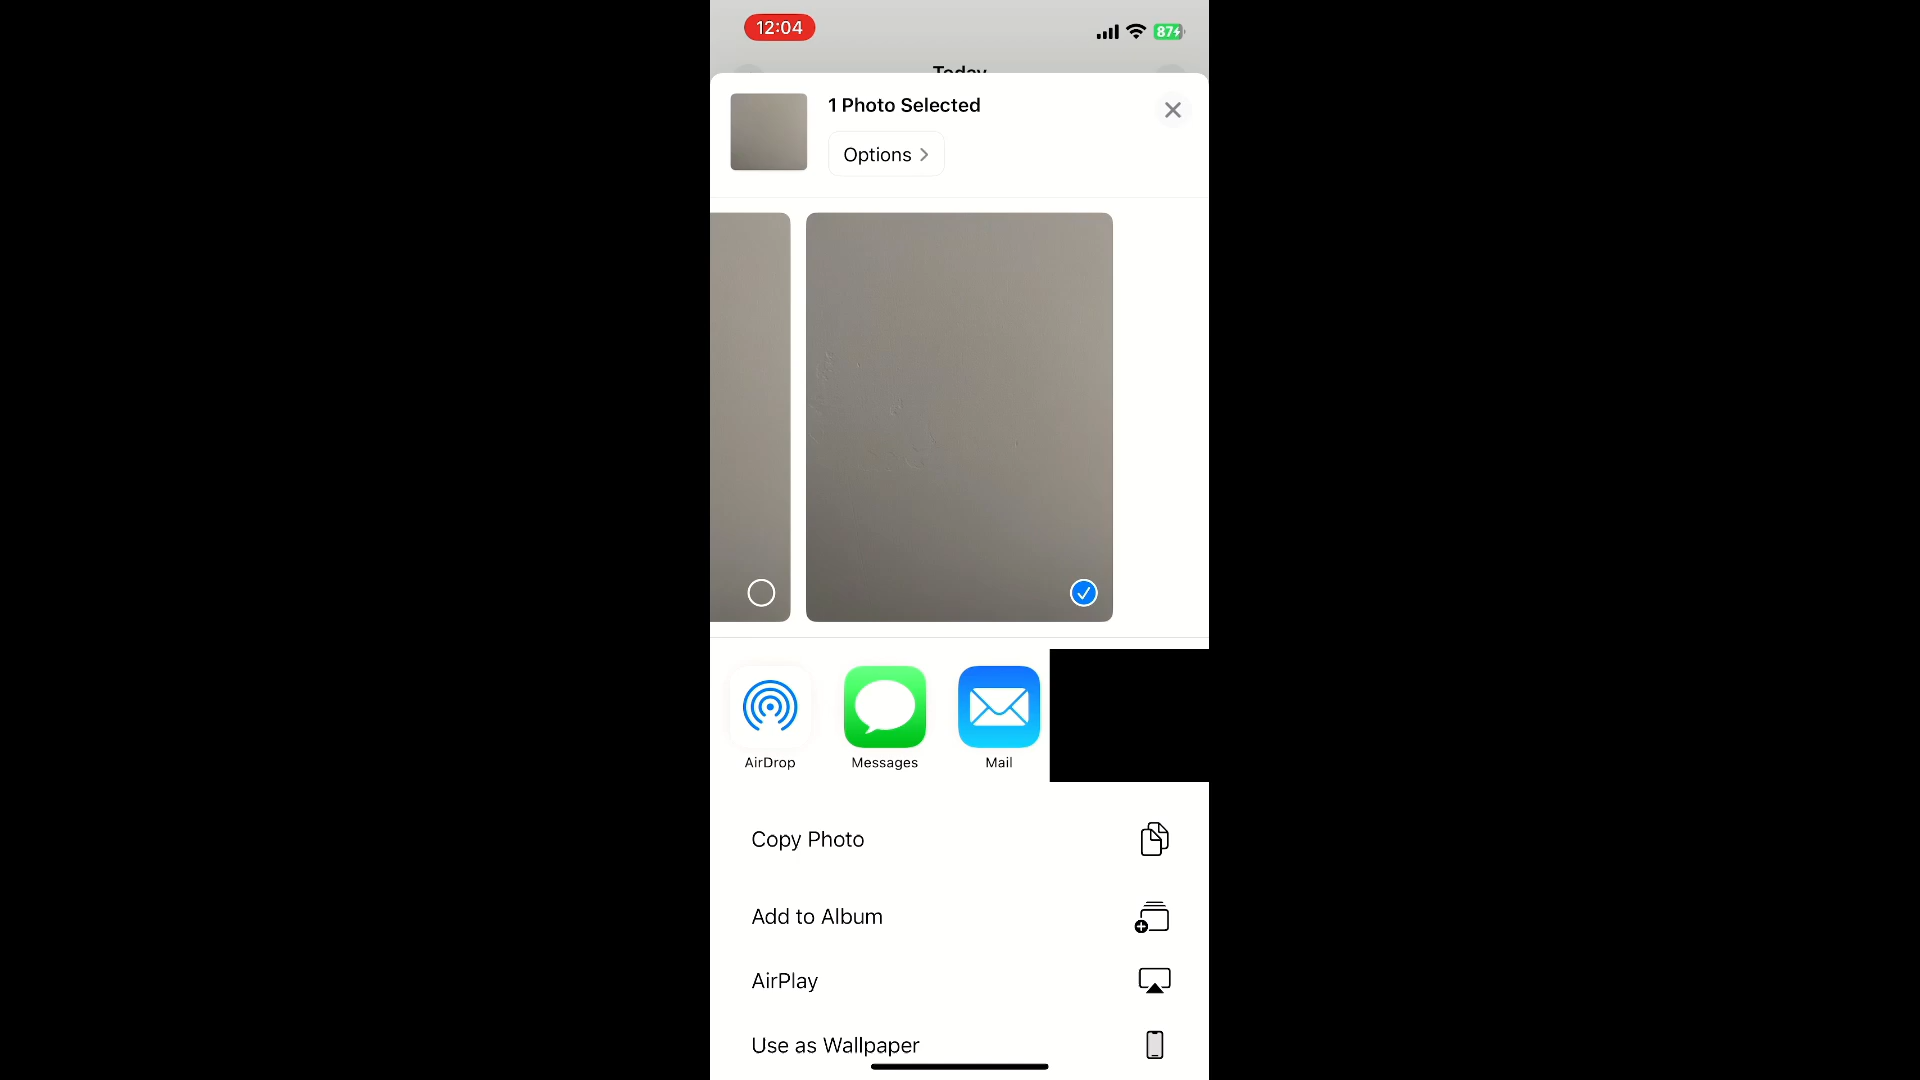 12:04
87
Today
1 Photo Selected
Options
AirDrop
Messages
Mail
Copy Photo
Add to Album
AirPlay
Use as Wallpaper